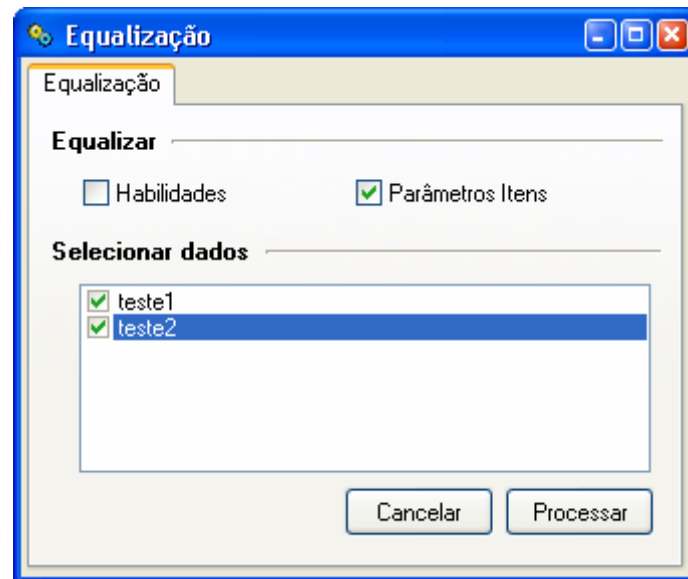 Equalização
Equalização
Equalizar
Habilidades Parâmetros Itens
Selecionar dados
teste1
teste2
Cancelar Processar